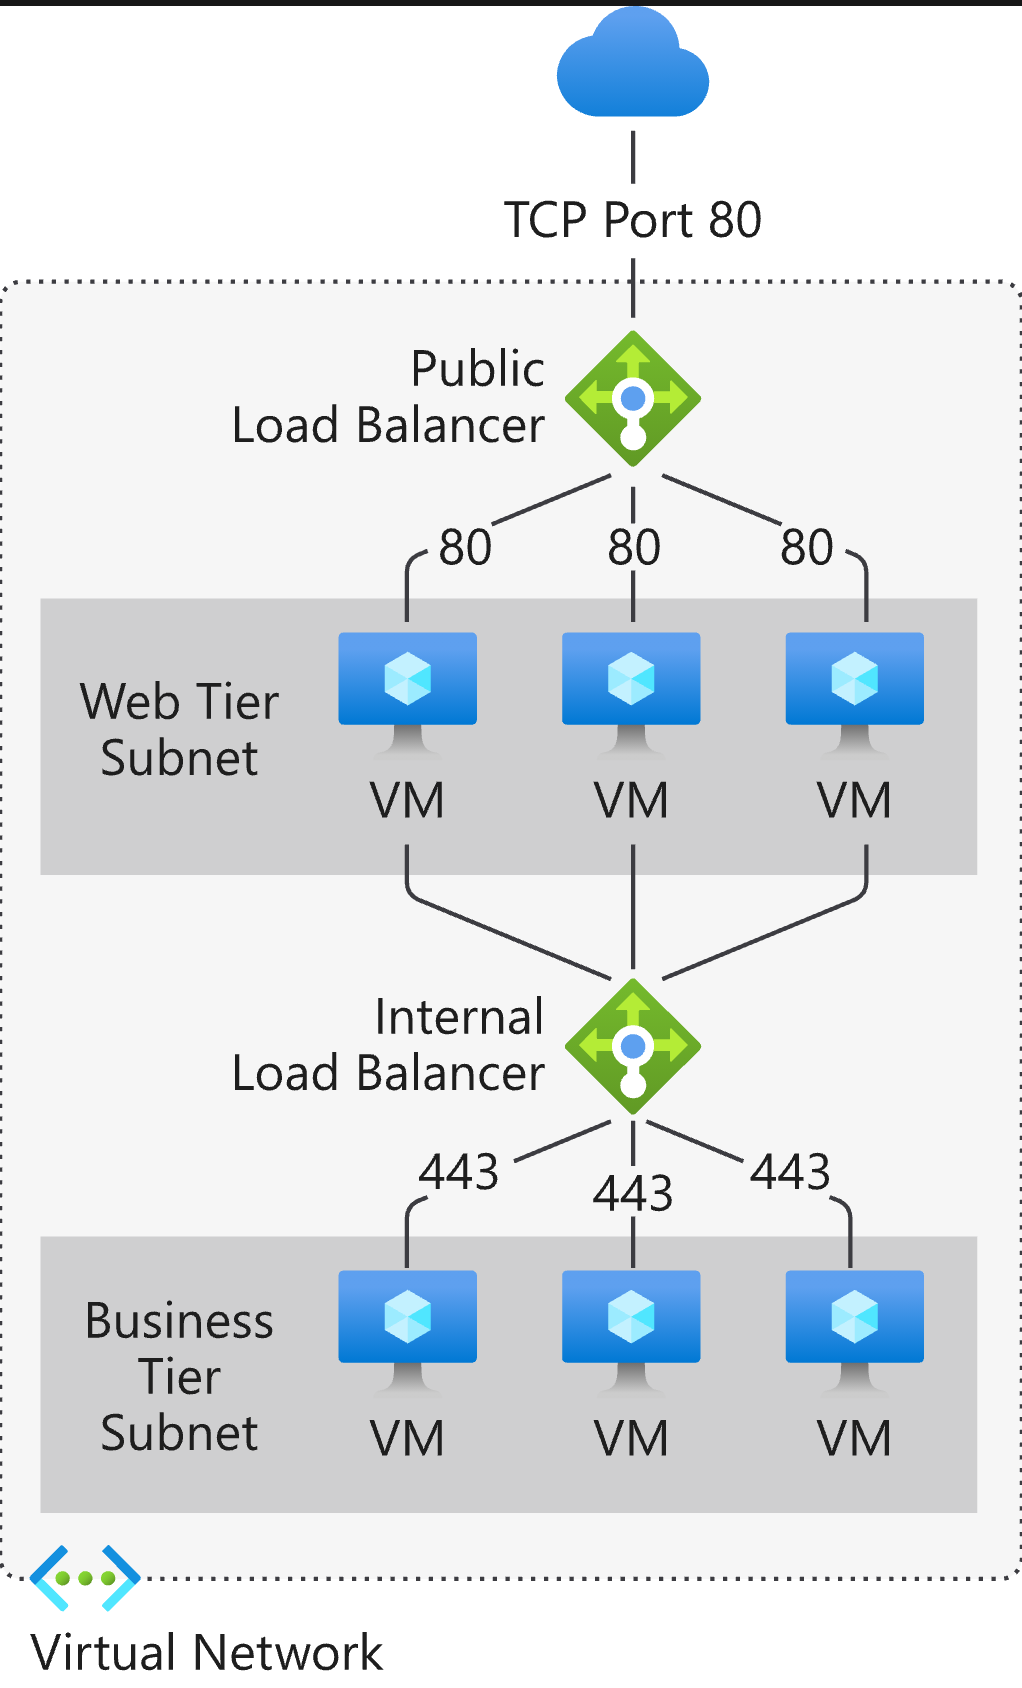 TCP Port 80
Public
Load Balancer
80
80
80
Web Tier
Subnet
VM
VM
VM
Internal
Load Balancer
443
443
443
Business
Tier
Subnet
VM
VM
VM
Virtual Network